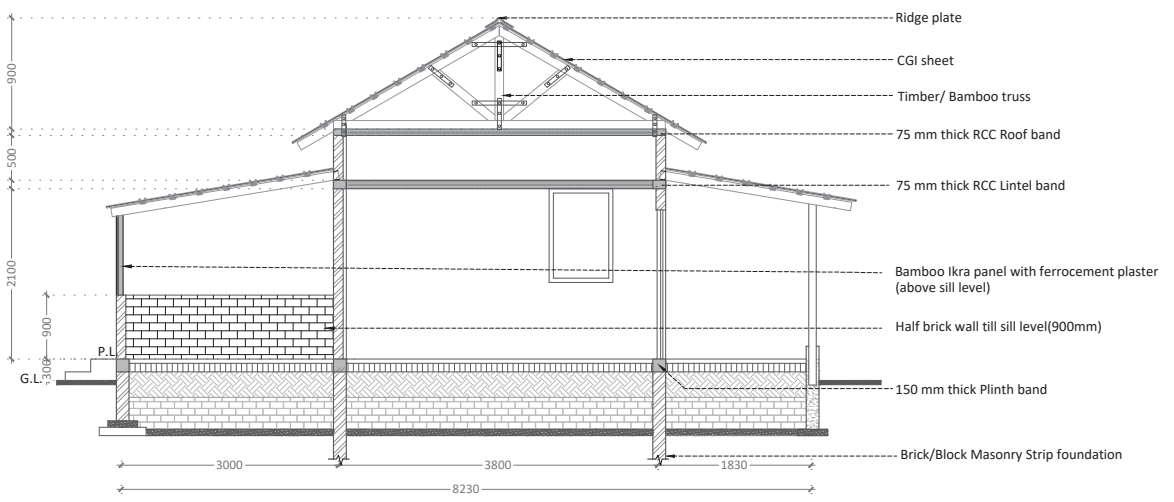 Ridge plate
CGI sheet
Timber/ Bamboo truss
75 mm thick RCC Roof band
75 mm thick RCC Lintel band
Bamboo Ikra panel with ferrocement plaster
(above sill level)
Half brick wall till sill level(900mm)
150 mm thick Plinth band
Brick/Block Masonry Strip foundation
900
500
2100
900
300
P.L.
G.L.
3000
3800
1830
8230